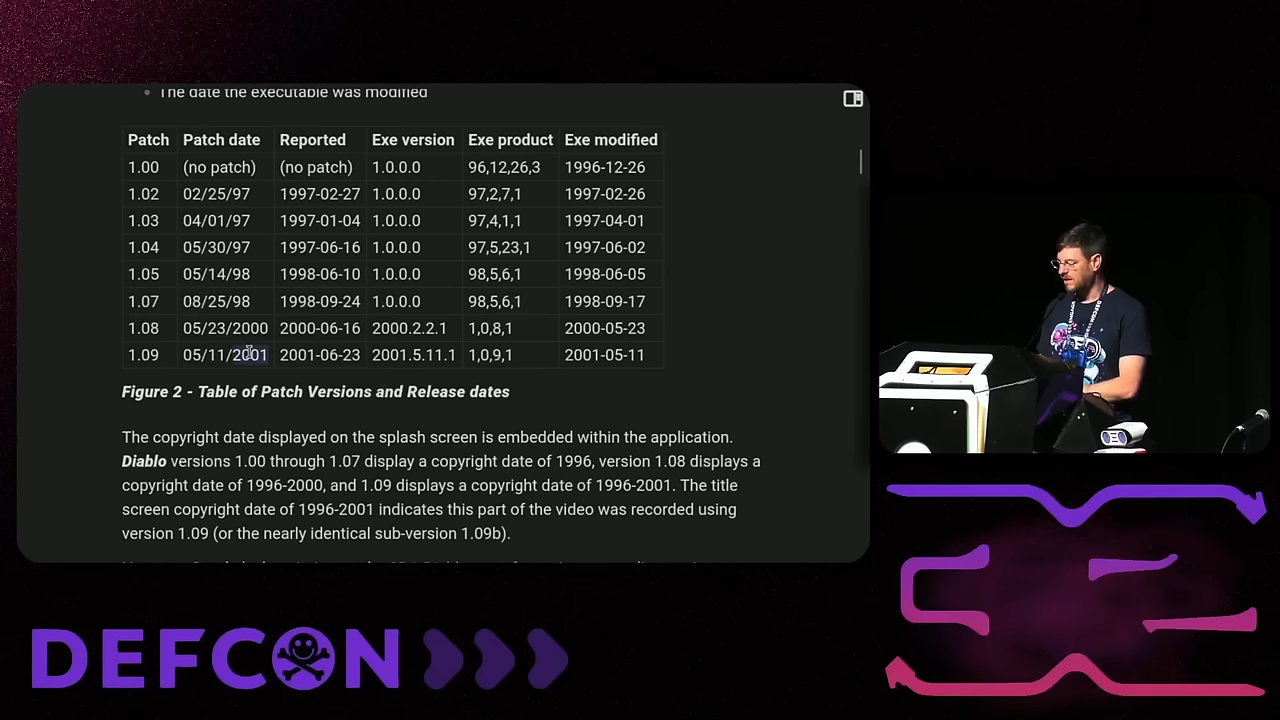 The date the executable was modified
Patch Patch date Reported Exe version Exe product Exe modified
1.00 (no patch) (no patch) 1.0.0.0 96,12,26,3 1996-12-26
1.02 02/25/97 1997-02-27 1.0.0.0 97,2,7,1 1997-02-26
1.03 04/01/97 1997-01-04 1.0.0.0 97,4,1,1 1997-04-01
1.04 05/30/97 1997-06-16 1.0.0.0 97,5,23,1 1997-06-02
1.05 05/14/98 1998-06-10 1.0.0.0 98,5,6,1 1998-06-05
1.07 08/25/98 1998-09-24 1.0.0.0 98,5,6,1 1998-09-17
1.08 05/23/2000 2000-06-16 2000.2.2.1 1,0,8,1 2000-05-23
1.09 05/11/2001 2001-06-23 2001.5.11.1 1,0,9,1 2001-05-11
Figure 2 - Table of Patch Versions and Release dates
The copyright date displayed on the splash screen is embedded within the application.
Diablo versions 1.00 through 1.07 display a copyright date of 1996, version 1.08 displays a
copyright date of 1996-2000, and 1.09 displays a copyright date of 1996-2001. The title
screen copyright date of 1996-2001 indicates this part of the video was recorded using
version 1.09 (or the nearly identical sub-version 1.09b).
DEFCON